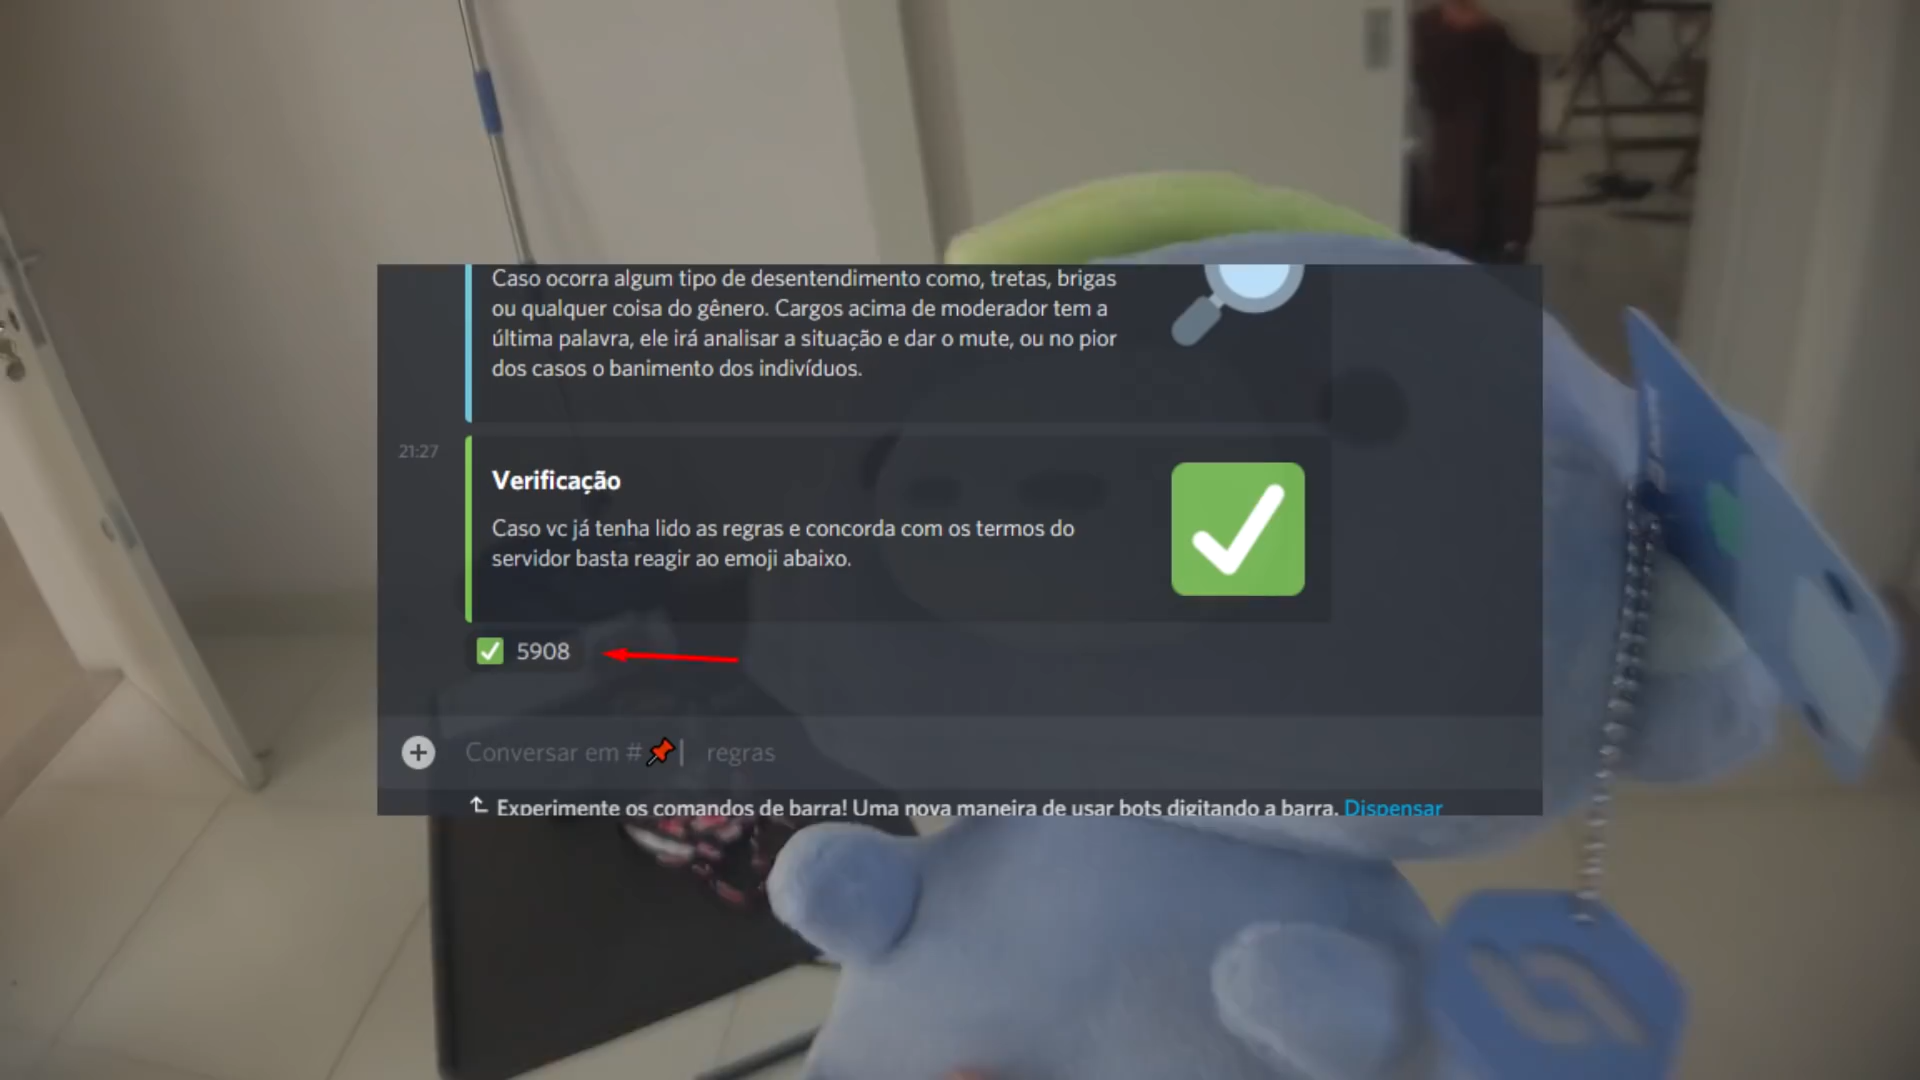 Caso ocorra algum tipo de desentendimento como, tretas, brigas
ou qualquer coisa do gênero. Cargos acima de moderador tem a
última palavra, ele irá analisar a situação e dar o mute, ou no pior
dos casos o banimento dos indivíduos.
21:27
Verificação
Caso vc já tenha lido as regras e concorda com os termos do
servidor basta reagir ao emoji abaixo.
5908
Conversar em #📌| regras
Experimente os comandos de barra! Uma nova maneira de usar bots digitando a barra. Dispensar